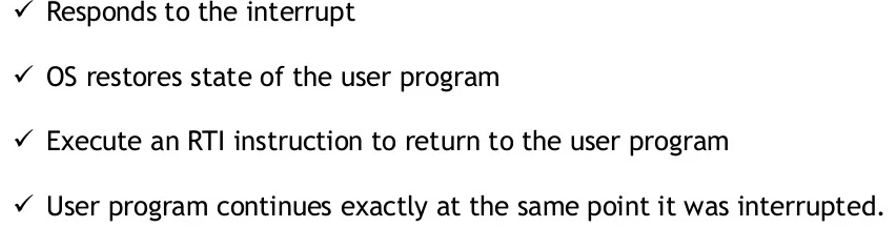 ✓ Responds to the interrupt
✓ OS restores state of the user program
✓ Execute an RTI instruction to return to the user program
✓ User program continues exactly at the same point it was interrupted.